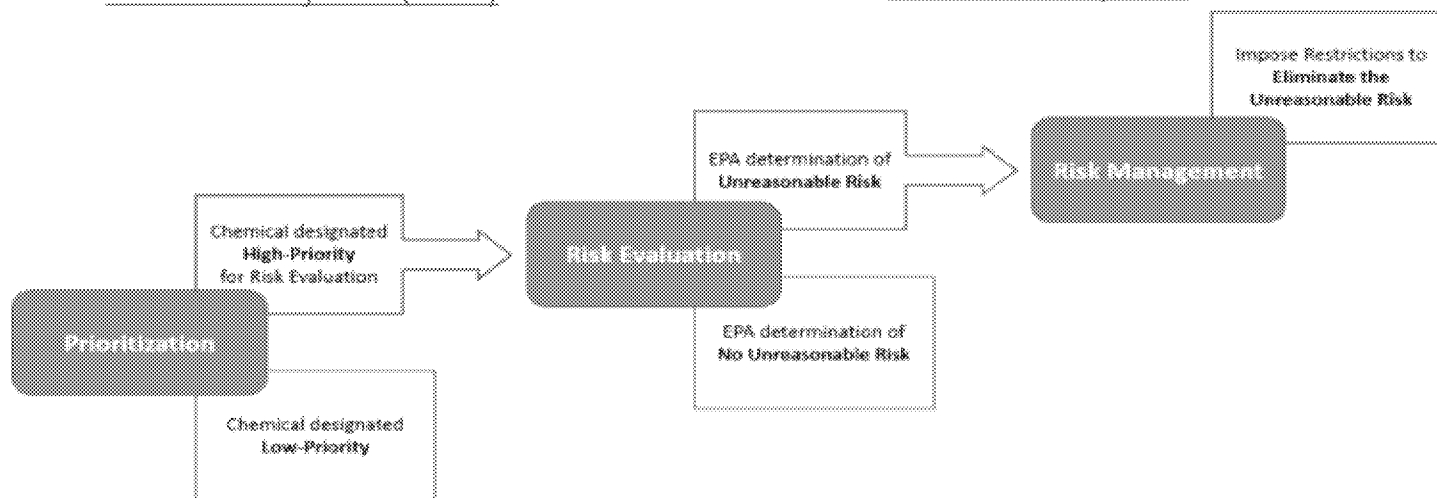 Impose Restrictions to
Eliminate the
Unreasonable Risk
Risk Management
EPA determination of
Unreasonable Risk
Chemical designated
High-Priority
for Risk Evaluation
Risk Evaluation
EPA determination of
No Unreasonable Risk
Prioritization
Chemical designated
Low-Priority